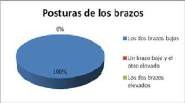 Posturas de los brazos
0%
100%
Los dos brazos bajos
Un brazo bajo y el
otro elevado
Los dos brazos
elevados